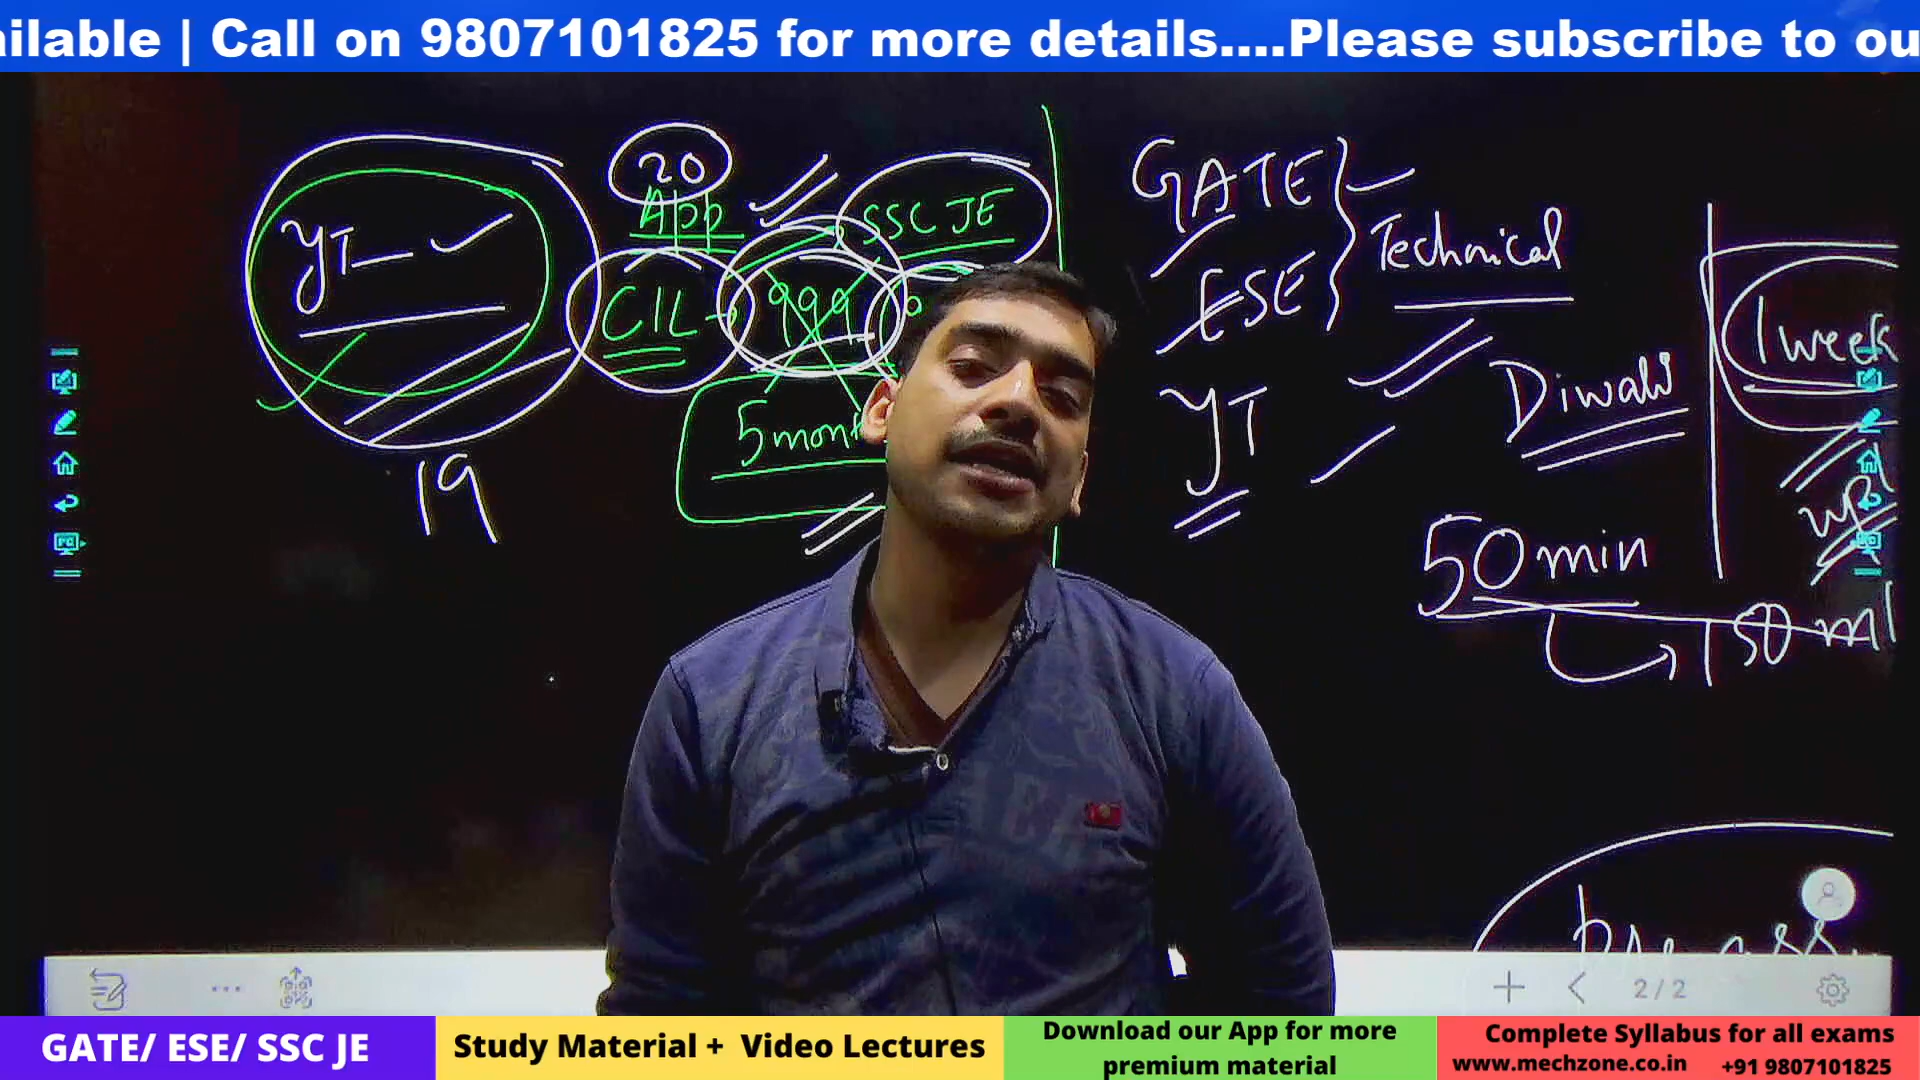 ilable | Call on 9807101825 for more details....Please subscribe to ou
YT
19
20
App
SSC JE
CIL → 999
5 mont
GATE
ESE
Technical
YT
Diwali
1 week
50 min
150 ml
2/2
GATE/ ESE/ SSC JE
Study Material + Video Lectures
Download our App for more
premium material
Complete Syllabus for all exams
www.mechzone.co.in +91 9807101825